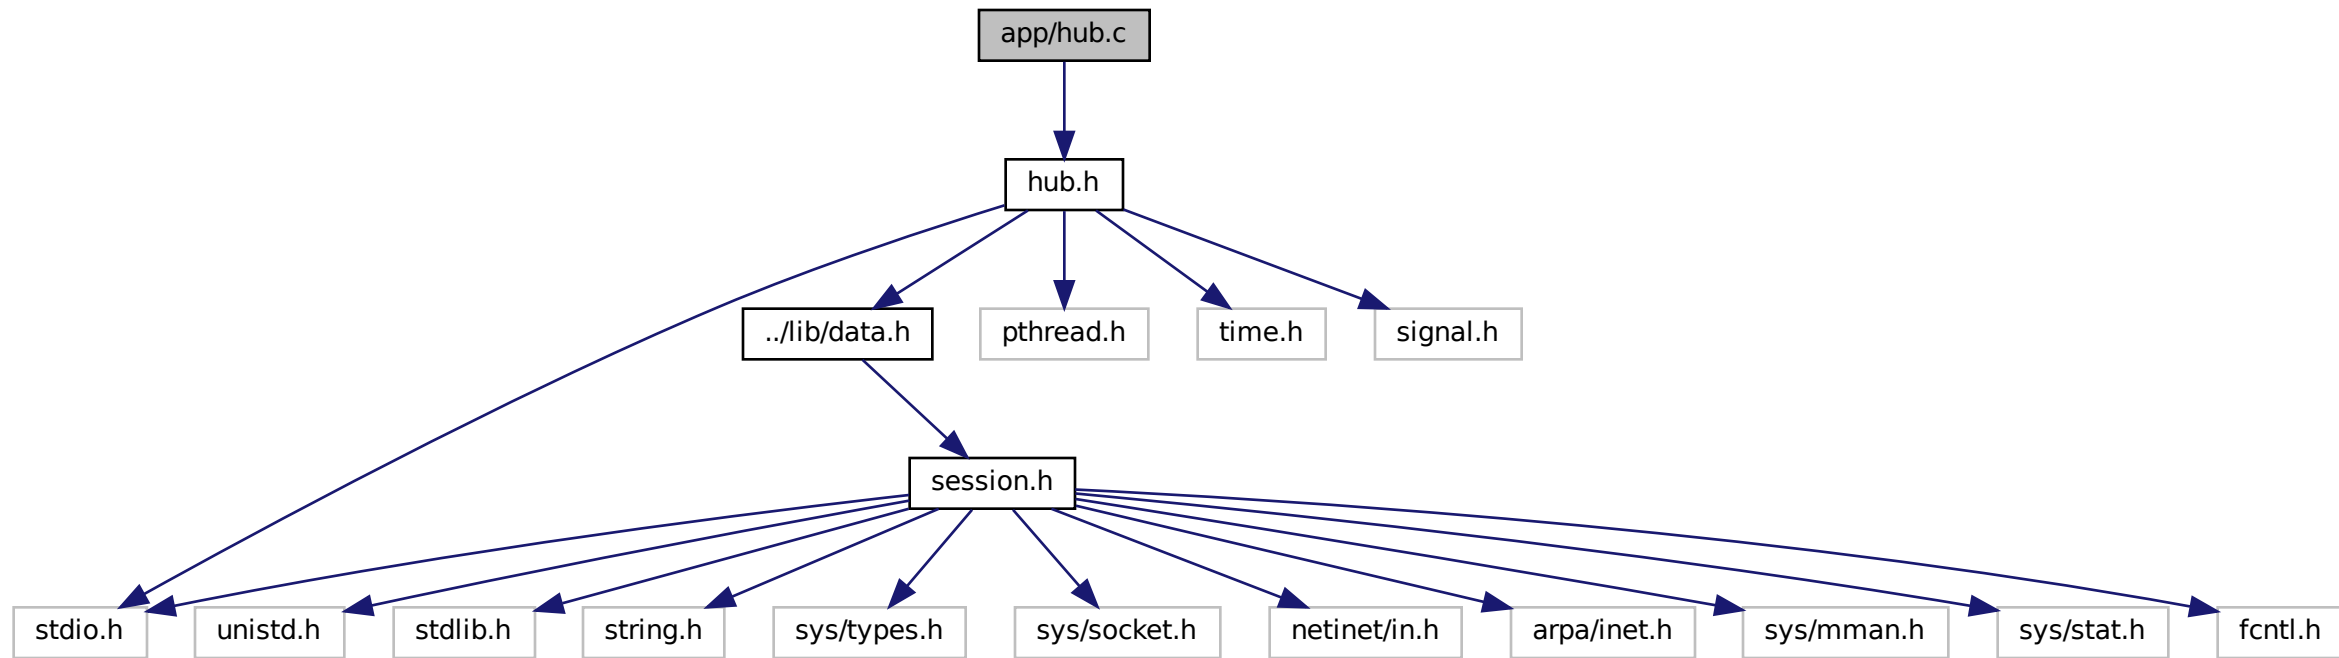 app/hub.c
hub.h
../lib/data.h
pthread.h
time.h
signal.h
session.h
stdio.h
unistd.h
stdlib.h
string.h
sys/types.h
sys/socket.h
netinet/in.h
arpa/inet.h
sys/mman.h
sys/stat.h
fcntl.h